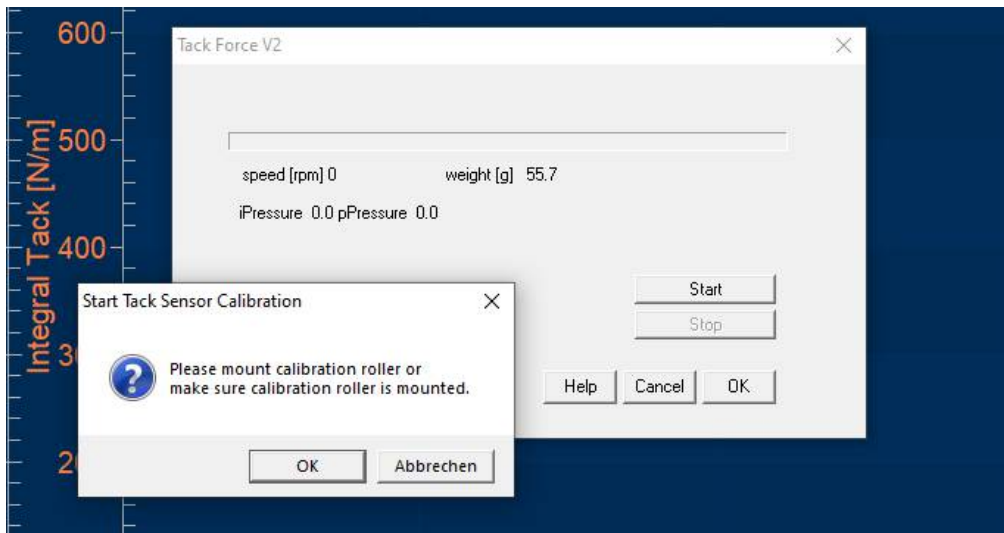 600
500
400
Integral Tack [N/m]
Tack Force V2
speed [rpm] 0 weight [g] 55.7
iPressure 0.0 pPressure 0.0
Start
Stop
Help Cancel OK
Start Tack Sensor Calibration
Please mount calibration roller or
make sure calibration roller is mounted.
OK Abbrechen